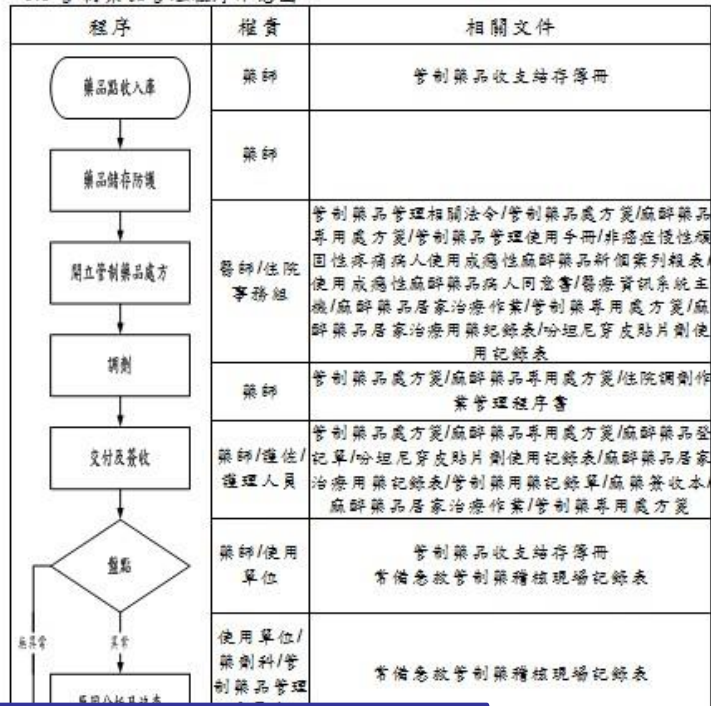 程序
權責
相關文件
藥品點收入庫
藥師
管制藥品收支結存簿冊
藥品儲存防護
藥師
開立管制藥品處方
醫師/住院
事務組
管制藥品管理相關法令/管制藥品處方箋/麻醉藥品
專用處方箋/管制藥品管理使用手冊/非癌症慢性頑
固性疼痛病人使用成癮性麻醉藥品新個案列報表/
使用成癮性麻醉藥品病人同意書/醫療資訊系統主
機/麻醉藥品居家治療作業/管制藥專用處方箋/麻
醉藥品居家治療用藥紀錄表/吩坦尼穿皮貼片劑使
用記錄表
調劑
藥師
管制藥品處方箋/麻醉藥品專用處方箋/住院調劑作
業管理程序書
交付及簽收
藥師/護佐/
護理人員
管制藥品處方箋/麻醉藥品專用處方箋/麻醉藥品登
記單/吩坦尼穿皮貼片劑使用記錄表/麻醉藥品居家
治療用藥記錄表/管制藥用藥記錄單/麻藥簽收本/
麻醉藥品居家治療作業/管制藥專用處方箋
盤點
藥師/使用
單位
管制藥品收支結存簿冊
常備急救管制藥稽核現場記錄表
無異常
異常
使用單位/
藥劑科/管
制藥品管理
常備急救管制藥稽核現場記錄表